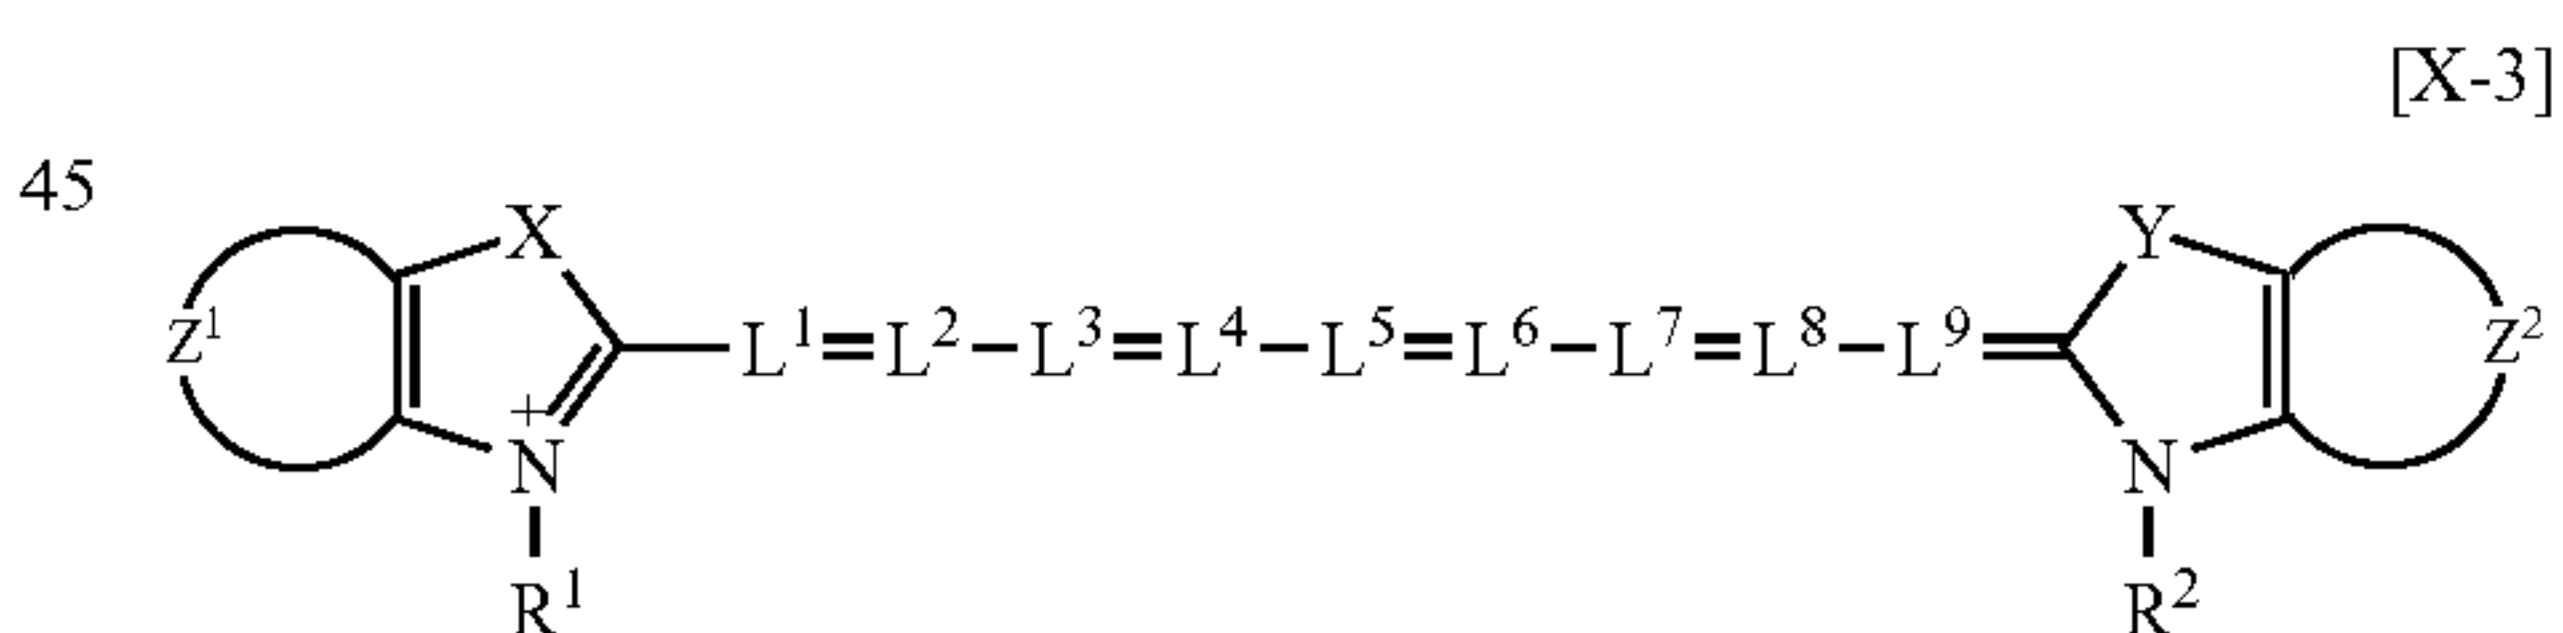 [X-3]
45
X Y
Z¹ L¹=L²–L³=L⁴–L⁵=L⁶–L⁷=L⁸–L⁹ Z²
+
N N
R¹ R²